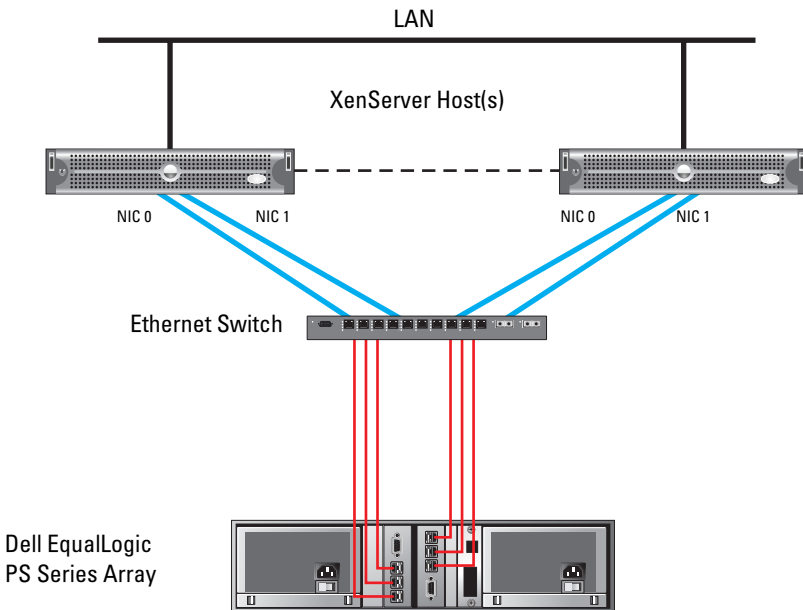 LAN
XenServer Host(s)
NIC 0
NIC 1
NIC 0
NIC 1
Ethernet Switch
Dell EqualLogic
PS Series Array